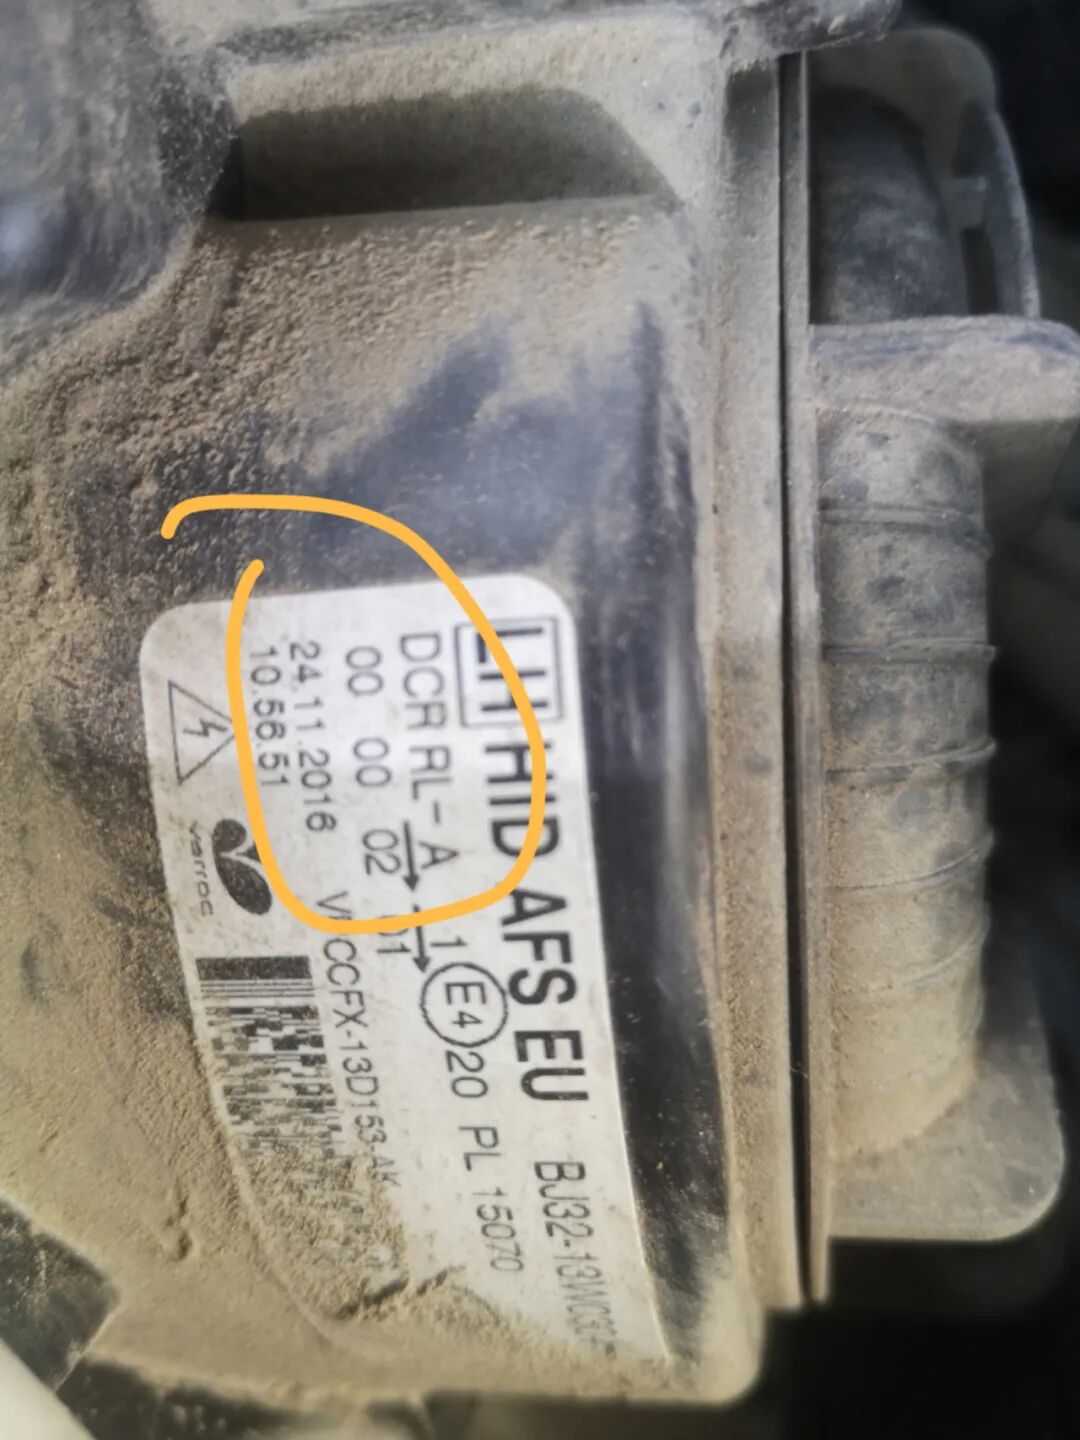 LH HID AFS EU BJ32-13W030
DCR RL-A 1 E4 20 PL 15070
00 00 02 01
24.11.2016 CCFX-13D153-AK
10.56.51
varroc